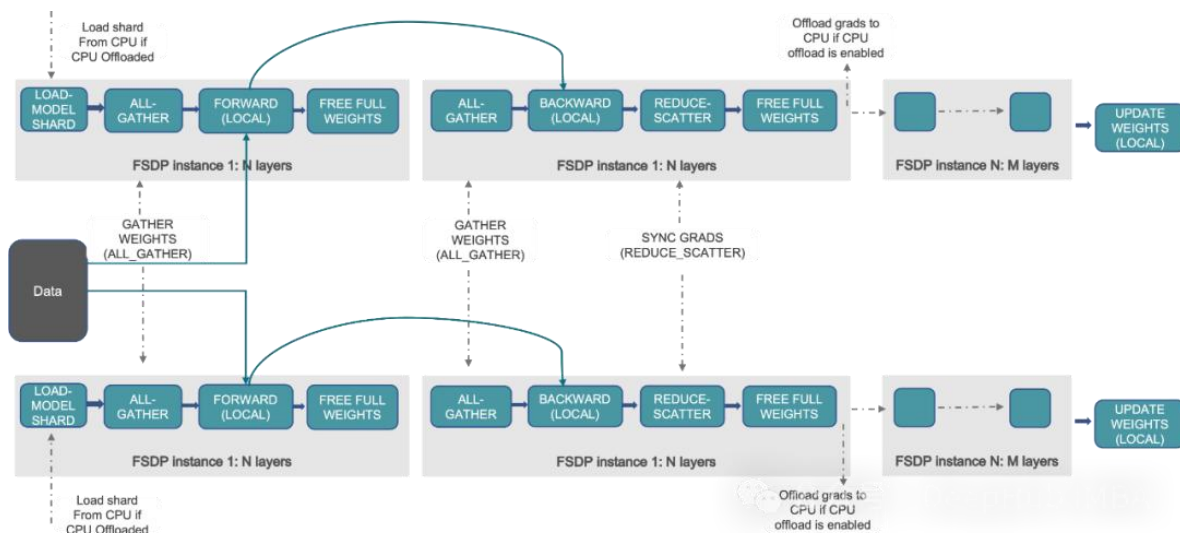 Load shard
From CPU if
CPU Offloaded
Offload grads to
CPU if CPU
offload is enabled
LOAD-
MODEL
SHARD
ALL-
GATHER
FORWARD
(LOCAL)
FREE FULL
WEIGHTS
FSDP instance 1: N layers
ALL-
GATHER
BACKWARD
(LOCAL)
REDUCE-
SCATTER
FREE FULL
WEIGHTS
FSDP instance 1: N layers
FSDP instance N: M layers
UPDATE
WEIGHTS
(LOCAL)
GATHER
WEIGHTS
(ALL_GATHER)
GATHER
WEIGHTS
(ALL_GATHER)
SYNC GRADS
(REDUCE_SCATTER)
Data
LOAD-
MODEL
SHARD
ALL-
GATHER
FORWARD
(LOCAL)
FREE FULL
WEIGHTS
FSDP instance 1: N layers
ALL-
GATHER
BACKWARD
(LOCAL)
REDUCE-
SCATTER
FREE FULL
WEIGHTS
FSDP instance 1: N layers
FSDP instance N: M layers
UPDATE
WEIGHTS
(LOCAL)
Load shard
From CPU if
CPU Offloaded
Offload grads to
CPU if CPU
offload is enabled